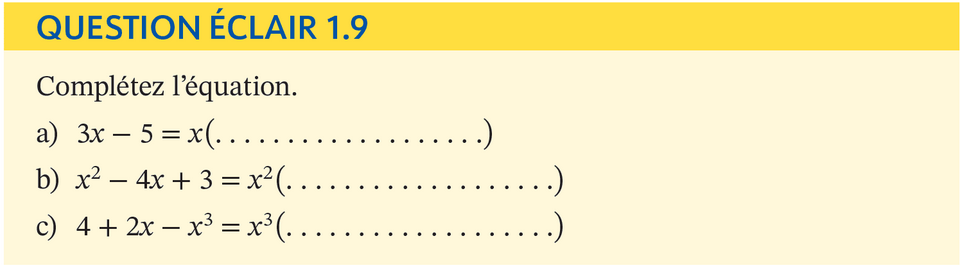 QUESTION ÉCLAIR 1.9
Complétez l’équation.
a) 3x − 5 = x(. . . . . . . . . . . . . . . . . . .)
b) x² − 4x + 3 = x²(. . . . . . . . . . . . . . . . . . .)
c) 4 + 2x − x³ = x³(. . . . . . . . . . . . . . . . . . .)